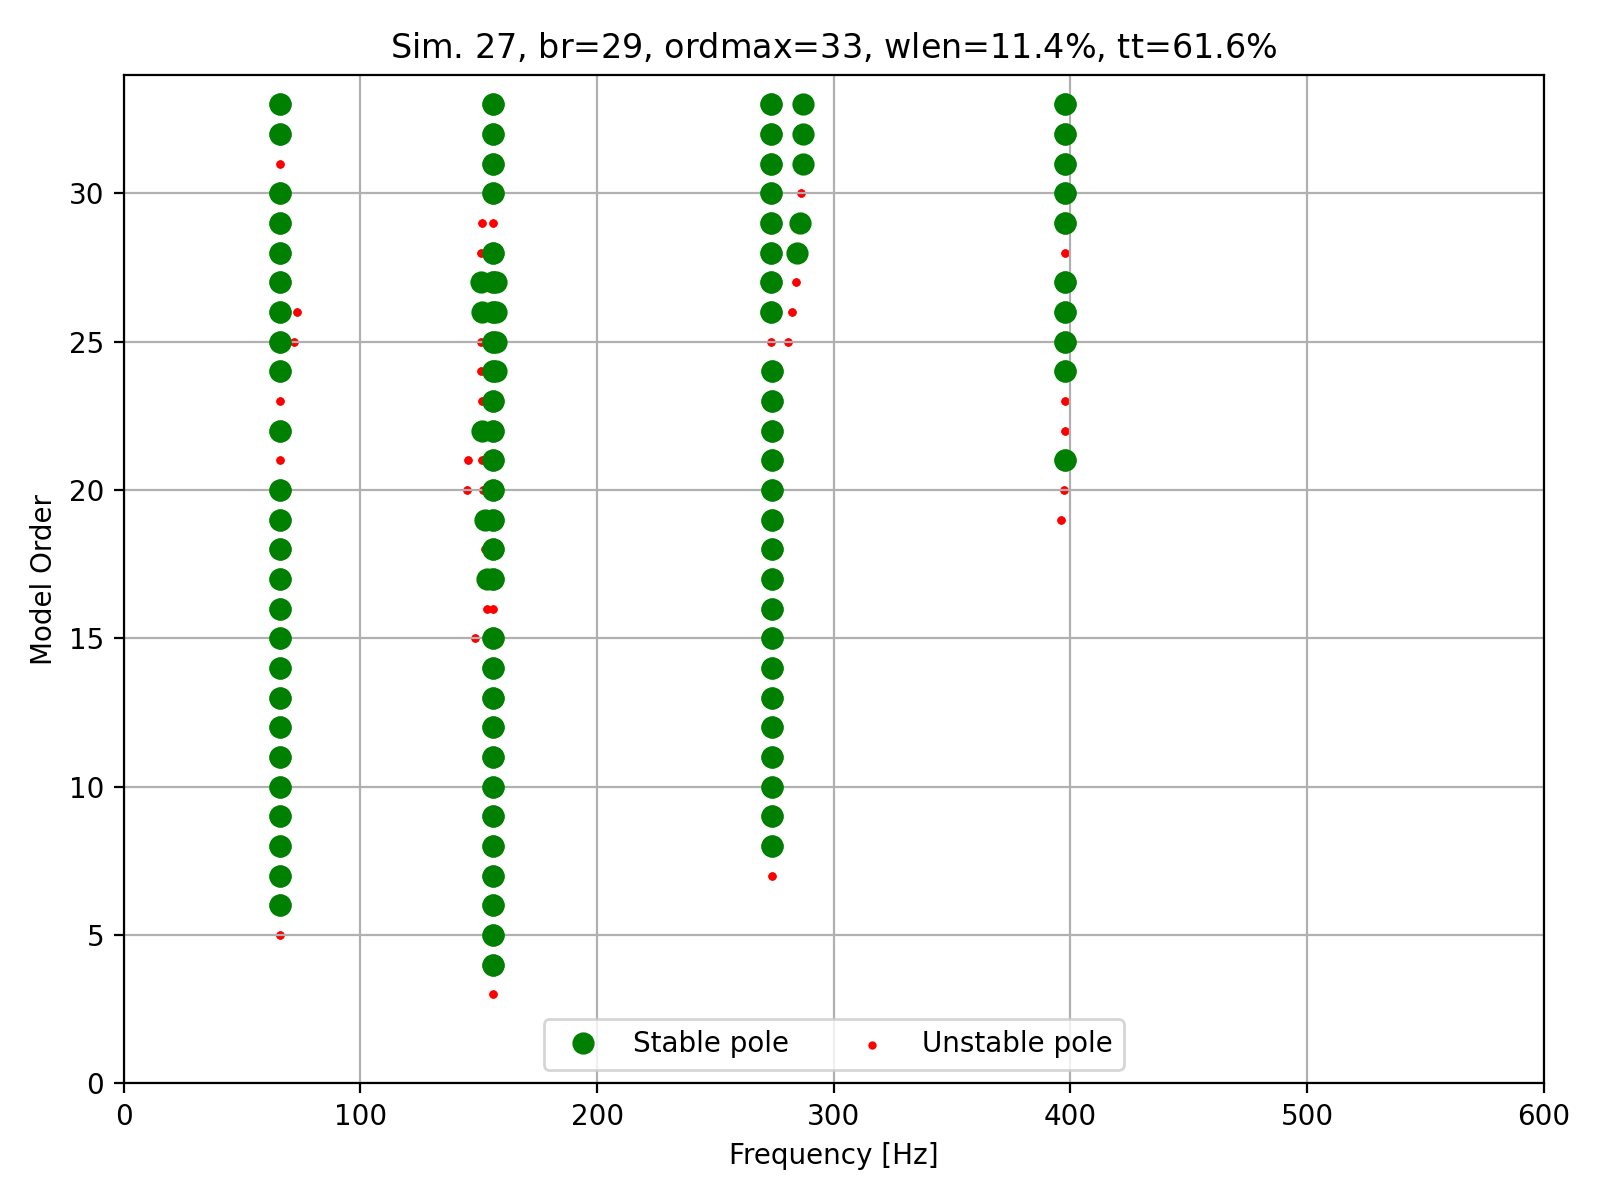 Sim. 27, br=29, ordmax=33, wlen=11.4%, tt=61.6%
Model Order
30
25
20
15
10
5
0
Stable pole
Unstable pole
0 100 200 300 400 500 600
Frequency [Hz]